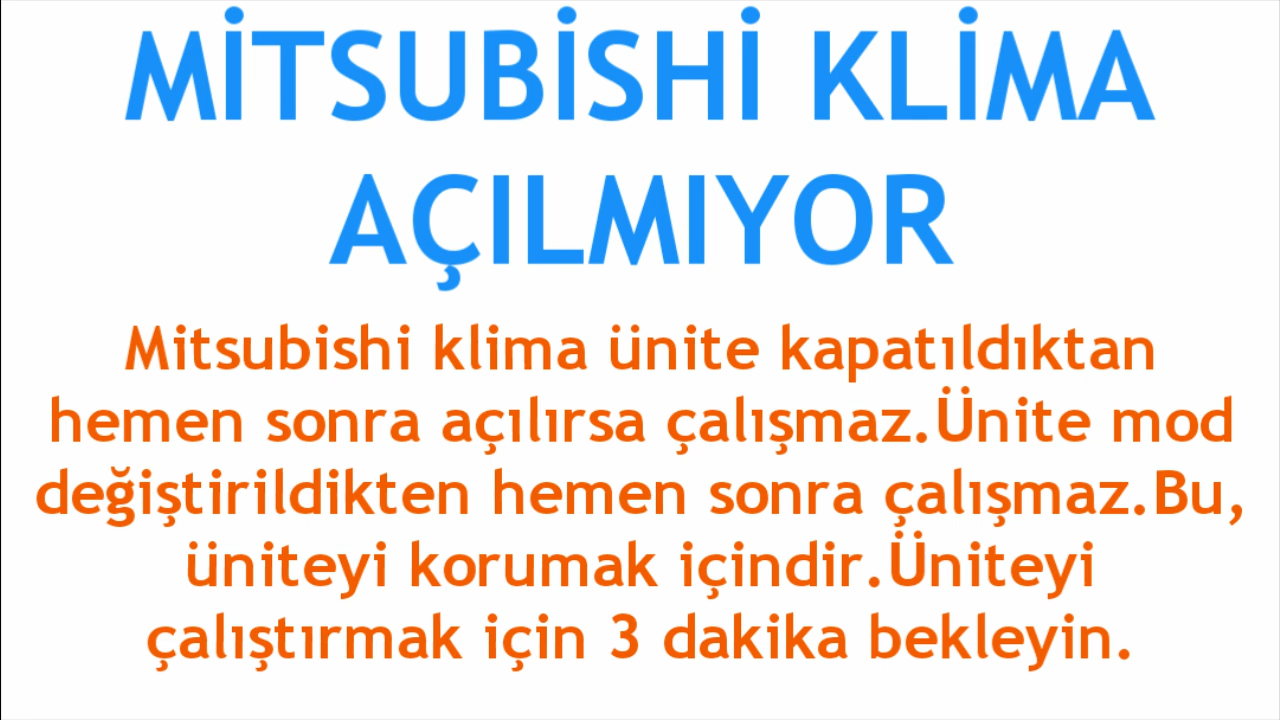 MİTSUBİSHİ KLİMA
AÇILMIYOR
Mitsubishi klima ünite kapatıldıktan
hemen sonra açılırsa çalışmaz.Ünite mod
değiştirildikten hemen sonra çalışmaz.Bu,
üniteyi korumak içindir.Üniteyi
çalıştırmak için 3 dakika bekleyin.